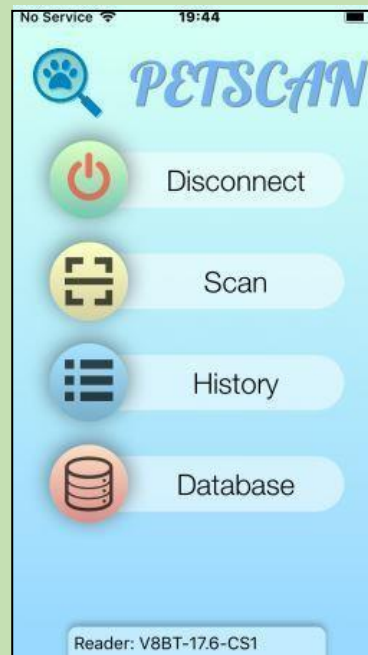 No Service 19:44
PETSCAN
Disconnect
Scan
History
Database
Reader: V8BT-17.6-CS1